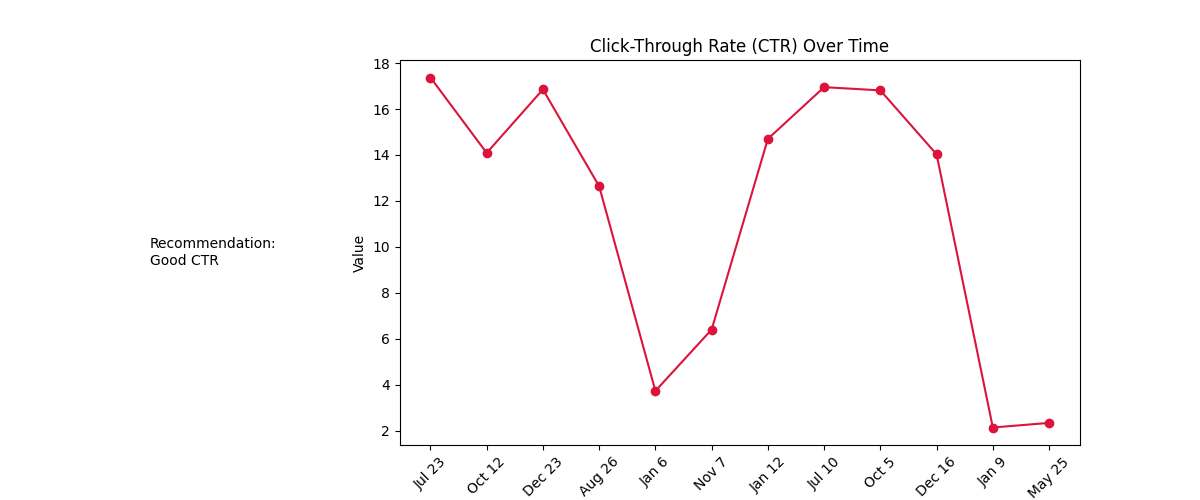 Click-Through Rate (CTR) Over Time
Recommendation:
Good CTR
Value
18
16
14
12
10
8
6
4
2
Jul 23
Oct 12
Dec 23
Aug 26
Jan 6
Nov 7
Jan 12
Jul 10
Oct 5
Dec 16
Jan 9
May 25